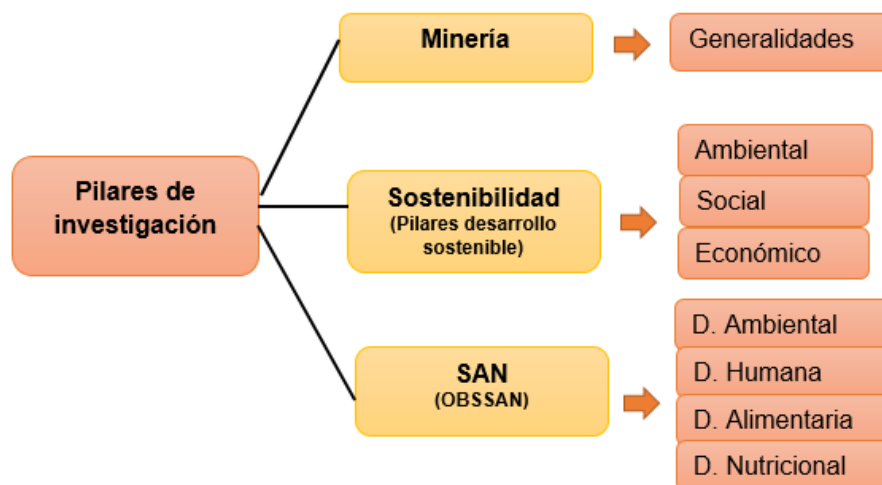 Pilares de
investigación
Minería
Generalidades
Sostenibilidad
(Pilares desarrollo
sostenible)
Ambiental
Social
Económico
SAN
(OBSSAN)
D. Ambiental
D. Humana
D. Alimentaria
D. Nutricional